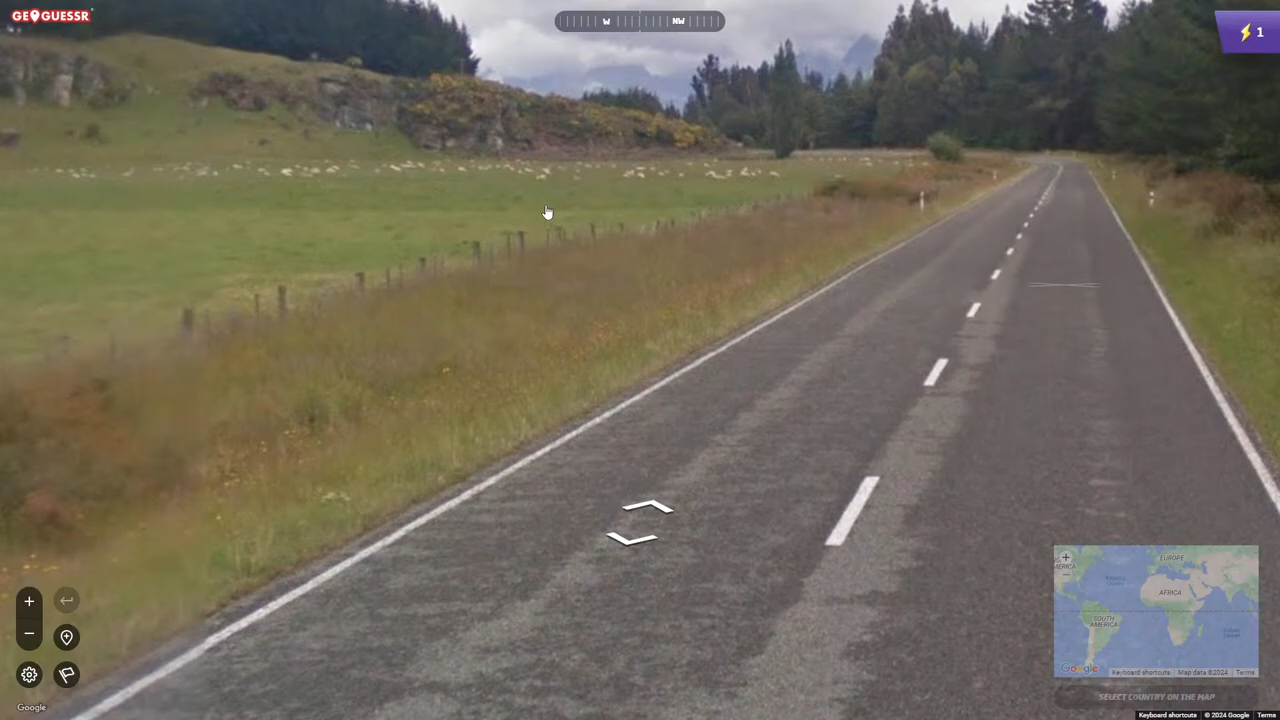 GEOGUESSR
W NW
1
EUROPE
AFRICA
SOUTH
AMERICA
Google
Keyboard shortcuts
Map data ©2024
Terms
SELECT COUNTRY ON THE MAP
Google
Keyboard shortcuts
© 2024 Google
Terms